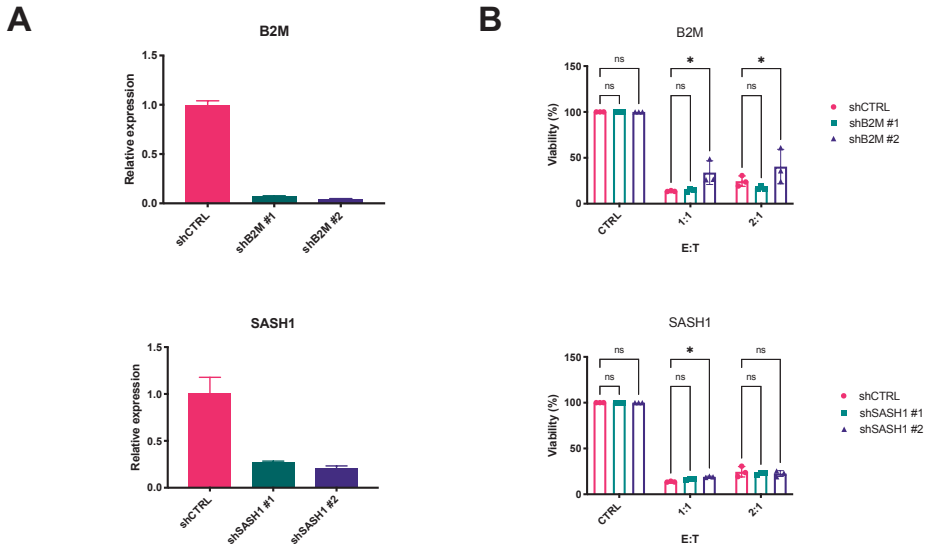 A
B2M
Relative expression
1.5
1.0
0.5
0.0
shCTRL
shB2M #1
shB2M #2
B
B2M
Viability (%)
150
100
50
0
ns
ns
*
ns
*
ns
CTRL
1:1
2:1
E:T
shCTRL
shB2M #1
shB2M #2
SASH1
Relative expression
1.5
1.0
0.5
0.0
shCTRL
shSASH1 #1
shSASH1 #2
SASH1
Viability (%)
150
100
50
0
ns
ns
*
ns
ns
ns
CTRL
1:1
2:1
E:T
shCTRL
shSASH1 #1
shSASH1 #2